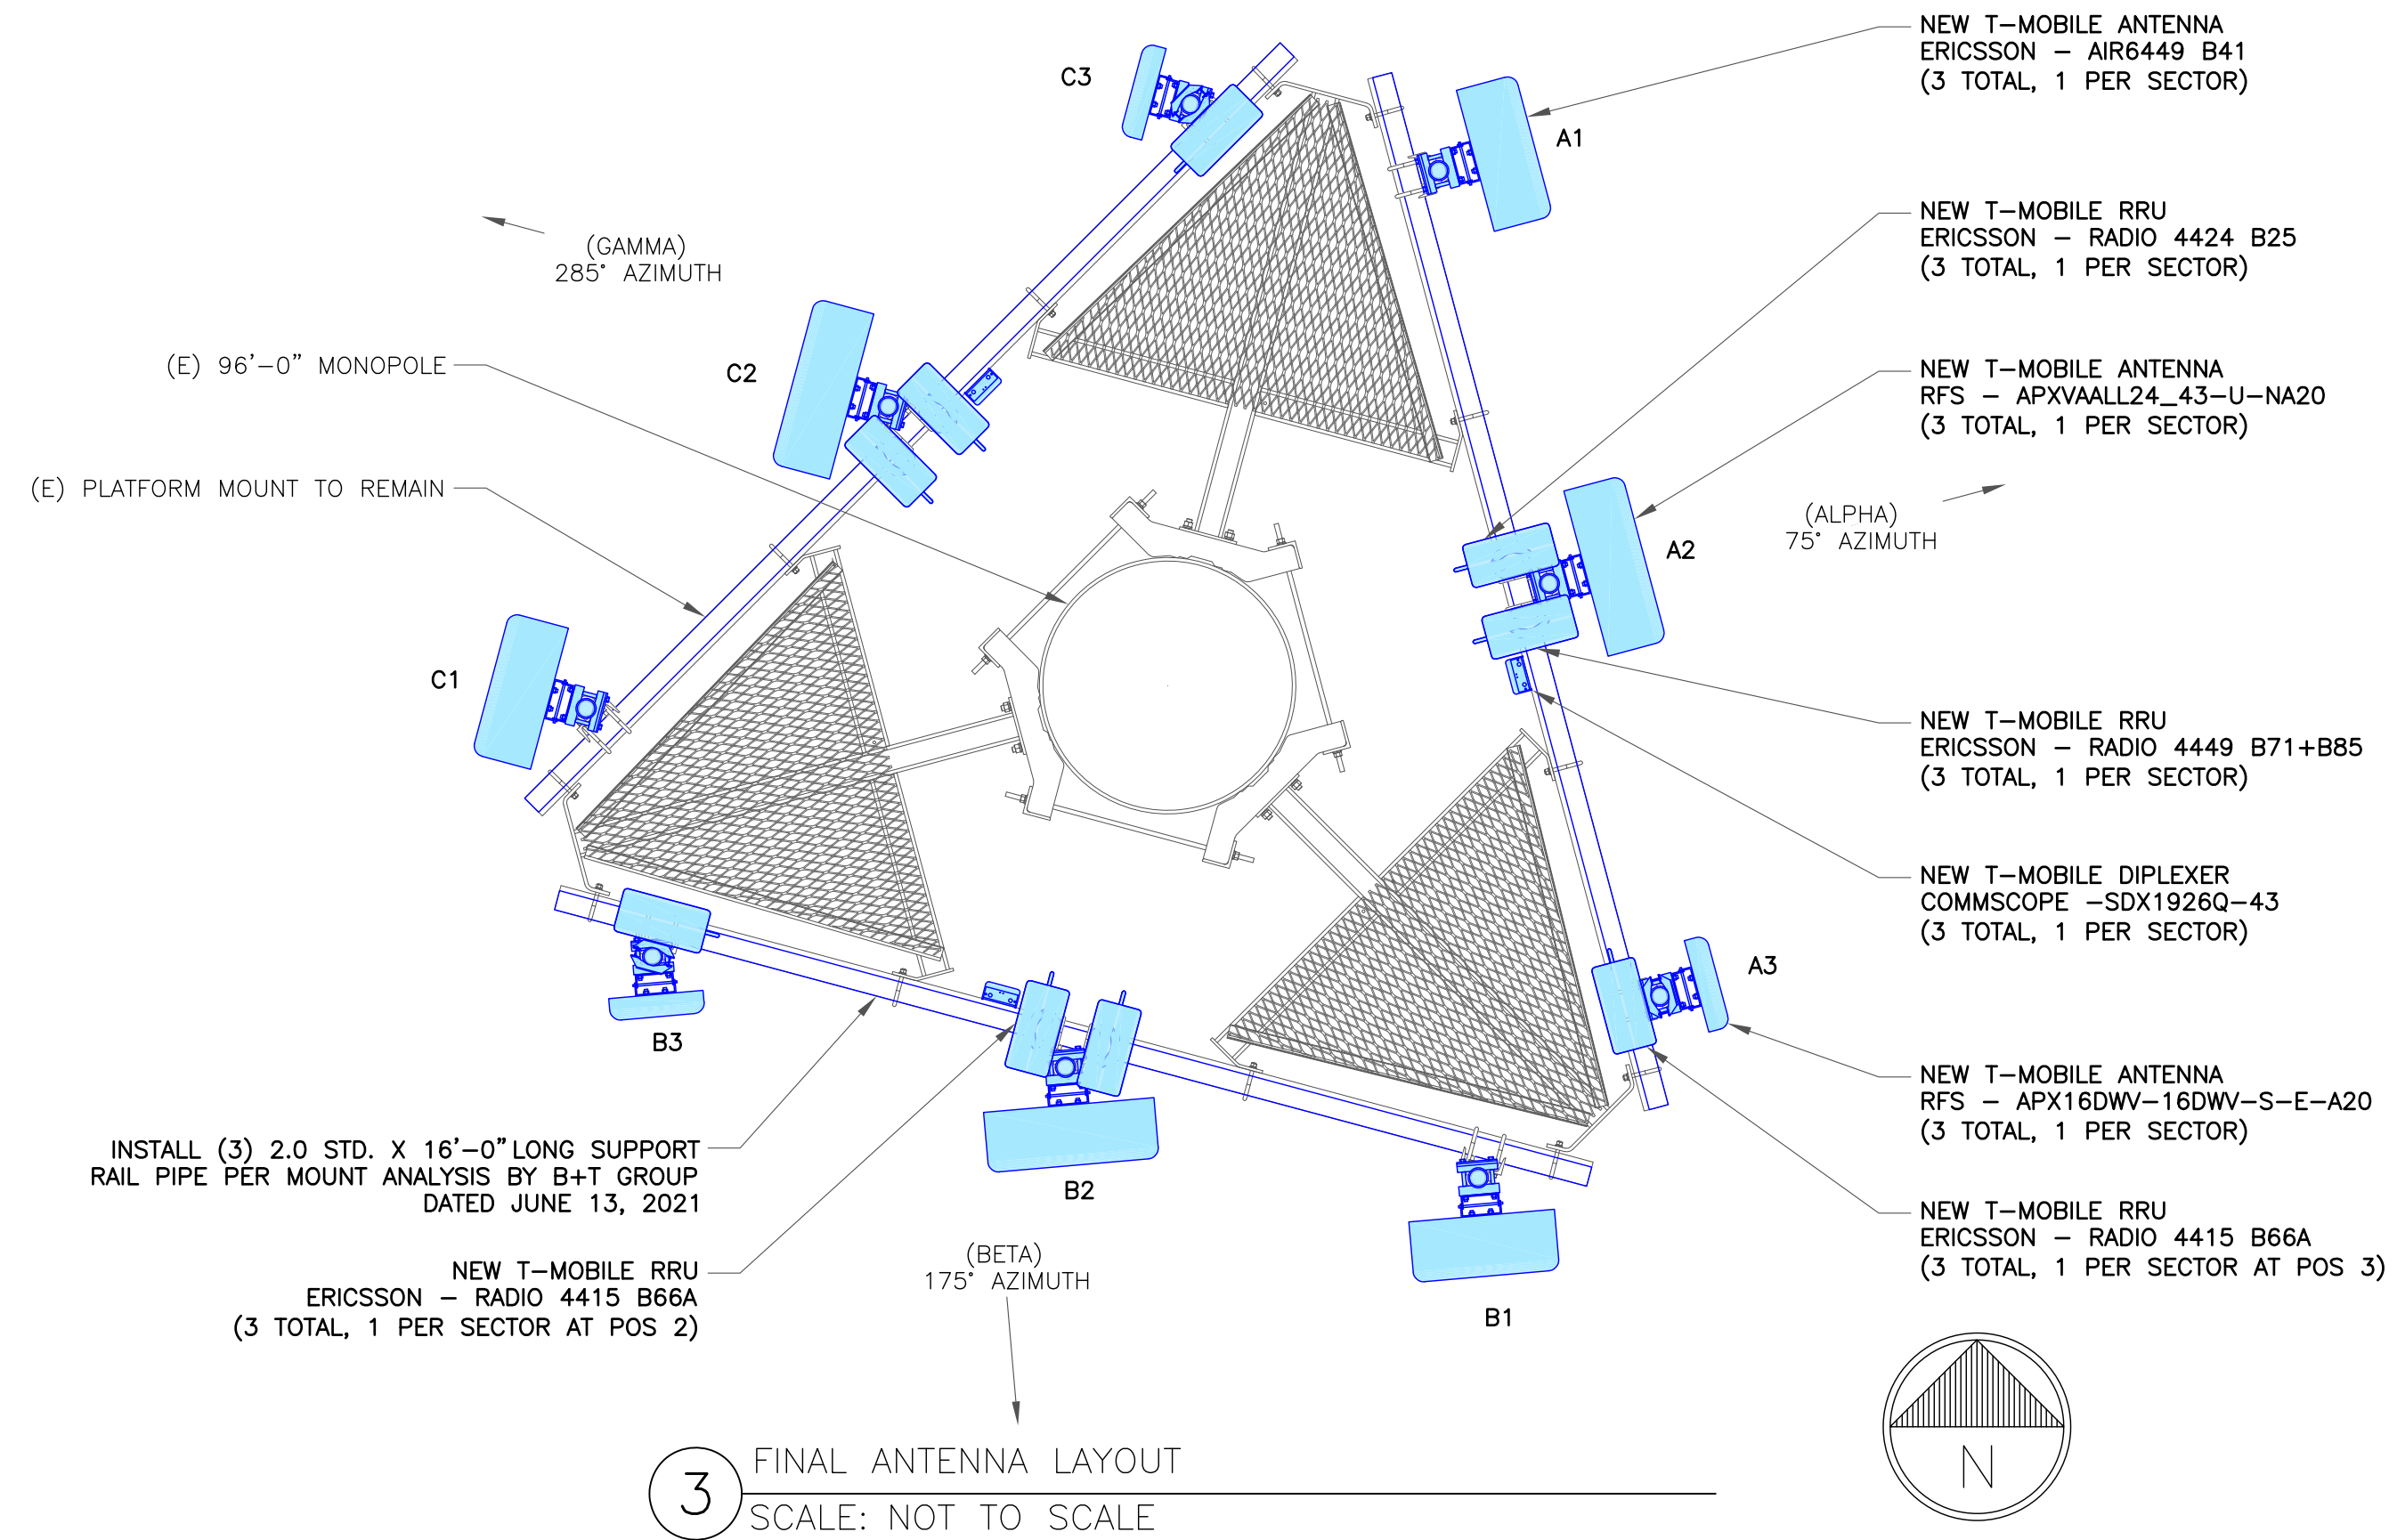 NEW T-MOBILE ANTENNA
ERICSSON - AIR6449 B41
(3 TOTAL, 1 PER SECTOR)
C3
A1
NEW T-MOBILE RRU
ERICSSON - RADIO 4424 B25
(3 TOTAL, 1 PER SECTOR)
(GAMMA)
285° AZIMUTH
(E) 96'-0" MONOPOLE
C2
NEW T-MOBILE ANTENNA
RFS - APXVAALL24_43-U-NA20
(3 TOTAL, 1 PER SECTOR)
(E) PLATFORM MOUNT TO REMAIN
(ALPHA)
75° AZIMUTH
A2
C1
NEW T-MOBILE RRU
ERICSSON - RADIO 4449 B71+B85
(3 TOTAL, 1 PER SECTOR)
NEW T-MOBILE DIPLEXER
COMMSCOPE -SDX1926Q-43
(3 TOTAL, 1 PER SECTOR)
A3
B3
NEW T-MOBILE ANTENNA
RFS - APX16DWV-16DWV-S-E-A20
(3 TOTAL, 1 PER SECTOR)
INSTALL (3) 2.0 STD. X 16'-0" LONG SUPPORT
RAIL PIPE PER MOUNT ANALYSIS BY B+T GROUP
DATED JUNE 13, 2021
B2
NEW T-MOBILE RRU
ERICSSON - RADIO 4415 B66A
(3 TOTAL, 1 PER SECTOR AT POS 3)
NEW T-MOBILE RRU
ERICSSON - RADIO 4415 B66A
(3 TOTAL, 1 PER SECTOR AT POS 2)
(BETA)
175° AZIMUTH
B1
N
3
FINAL ANTENNA LAYOUT
SCALE: NOT TO SCALE